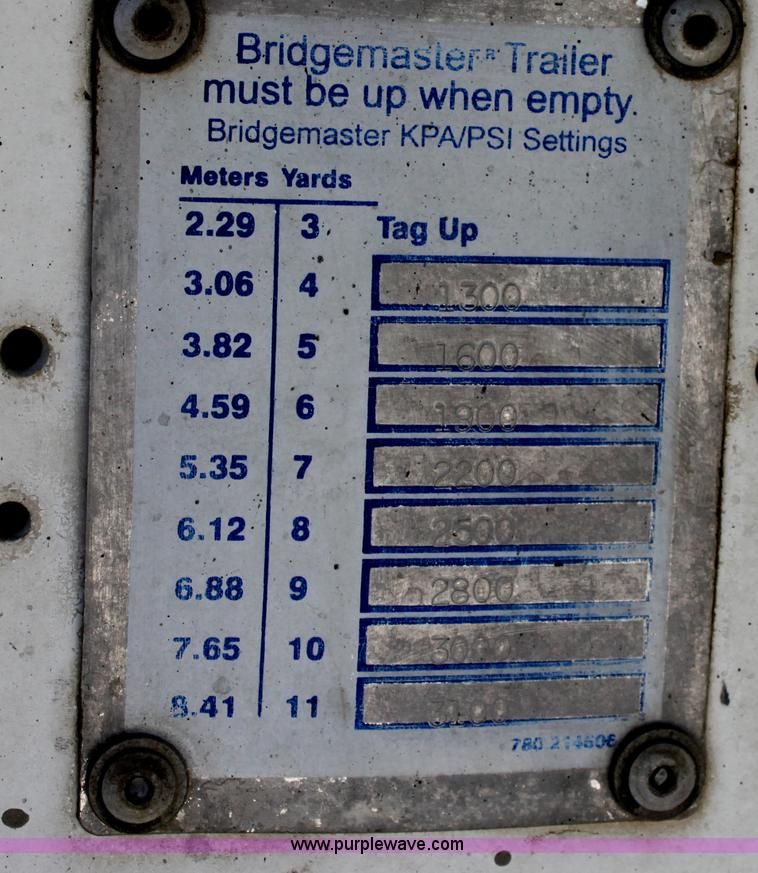 Bridgemaster® Trailer
must be up when empty.
Bridgemaster KPA/PSI Settings
Meters Yards
2.29 3 Tag Up
3.06 4 1300
3.82 5 1600
4.59 6 1900
5.35 7 2200
6.12 8 2500
6.88 9 2800
7.65 10 3000
8.41 11 3100
780.214606
www.purplewave.com